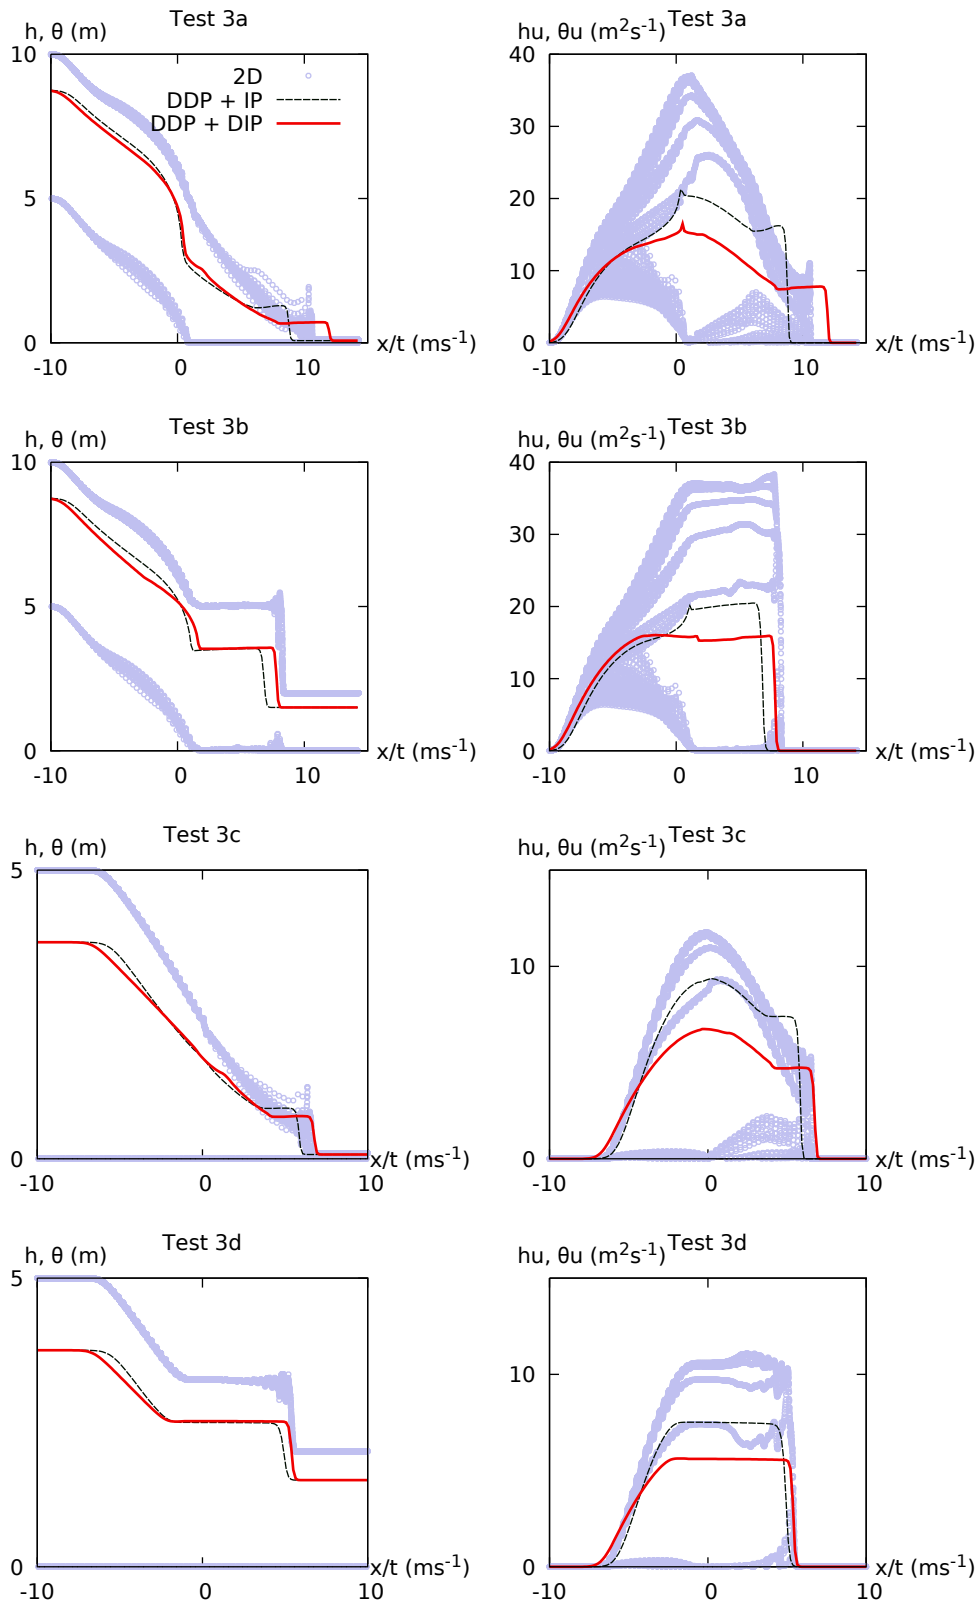 Test 3a
h, θ (m)
10
5
0
-10
0
10
x/t (ms-1)
2D
DDP + IP
DDP + DIP
Test 3a
hu, θu (m2s-1)
40
30
20
10
0
-10
0
10
x/t (ms-1)
Test 3b
h, θ (m)
10
5
0
-10
0
10
x/t (ms-1)
Test 3b
hu, θu (m2s-1)
40
30
20
10
0
-10
0
10
x/t (ms-1)
Test 3c
h, θ (m)
5
0
-10
0
10
x/t (ms-1)
Test 3c
hu, θu (m2s-1)
10
0
-10
0
10
x/t (ms-1)
Test 3d
h, θ (m)
5
0
-10
0
10
x/t (ms-1)
Test 3d
hu, θu (m2s-1)
10
0
-10
0
10
x/t (ms-1)